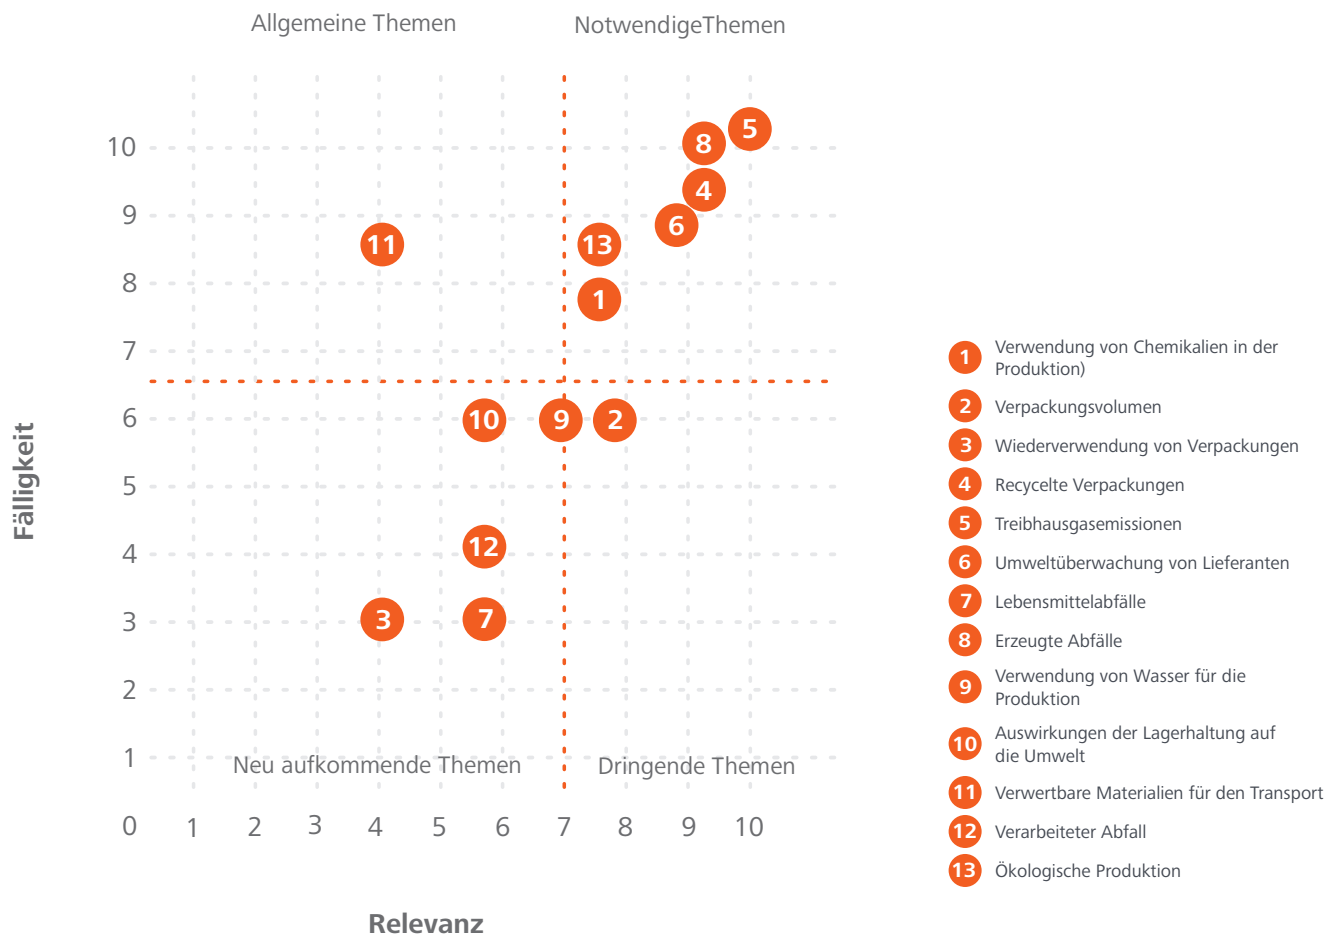 Allgemeine Themen
NotwendigeThemen
10
9
8
7
6
5
4
3
2
1
0
1
2
3
4
5
6
7
8
9
10
5
8
4
6
11
13
1
10
9
2
12
3
7
Neu aufkommende Themen
Dringende Themen
Fälligkeit
Relevanz
1 Verwendung von Chemikalien in der
Produktion)
2 Verpackungsvolumen
3 Wiederverwendung von Verpackungen
4 Recycelte Verpackungen
5 Treibhausgasemissionen
6 Umweltüberwachung von Lieferanten
7 Lebensmittelabfälle
8 Erzeugte Abfälle
9 Verwendung von Wasser für die
Produktion
10 Auswirkungen der Lagerhaltung auf
die Umwelt
11 Verwertbare Materialien für den Transport
12 Verarbeiteter Abfall
13 Ökologische Produktion